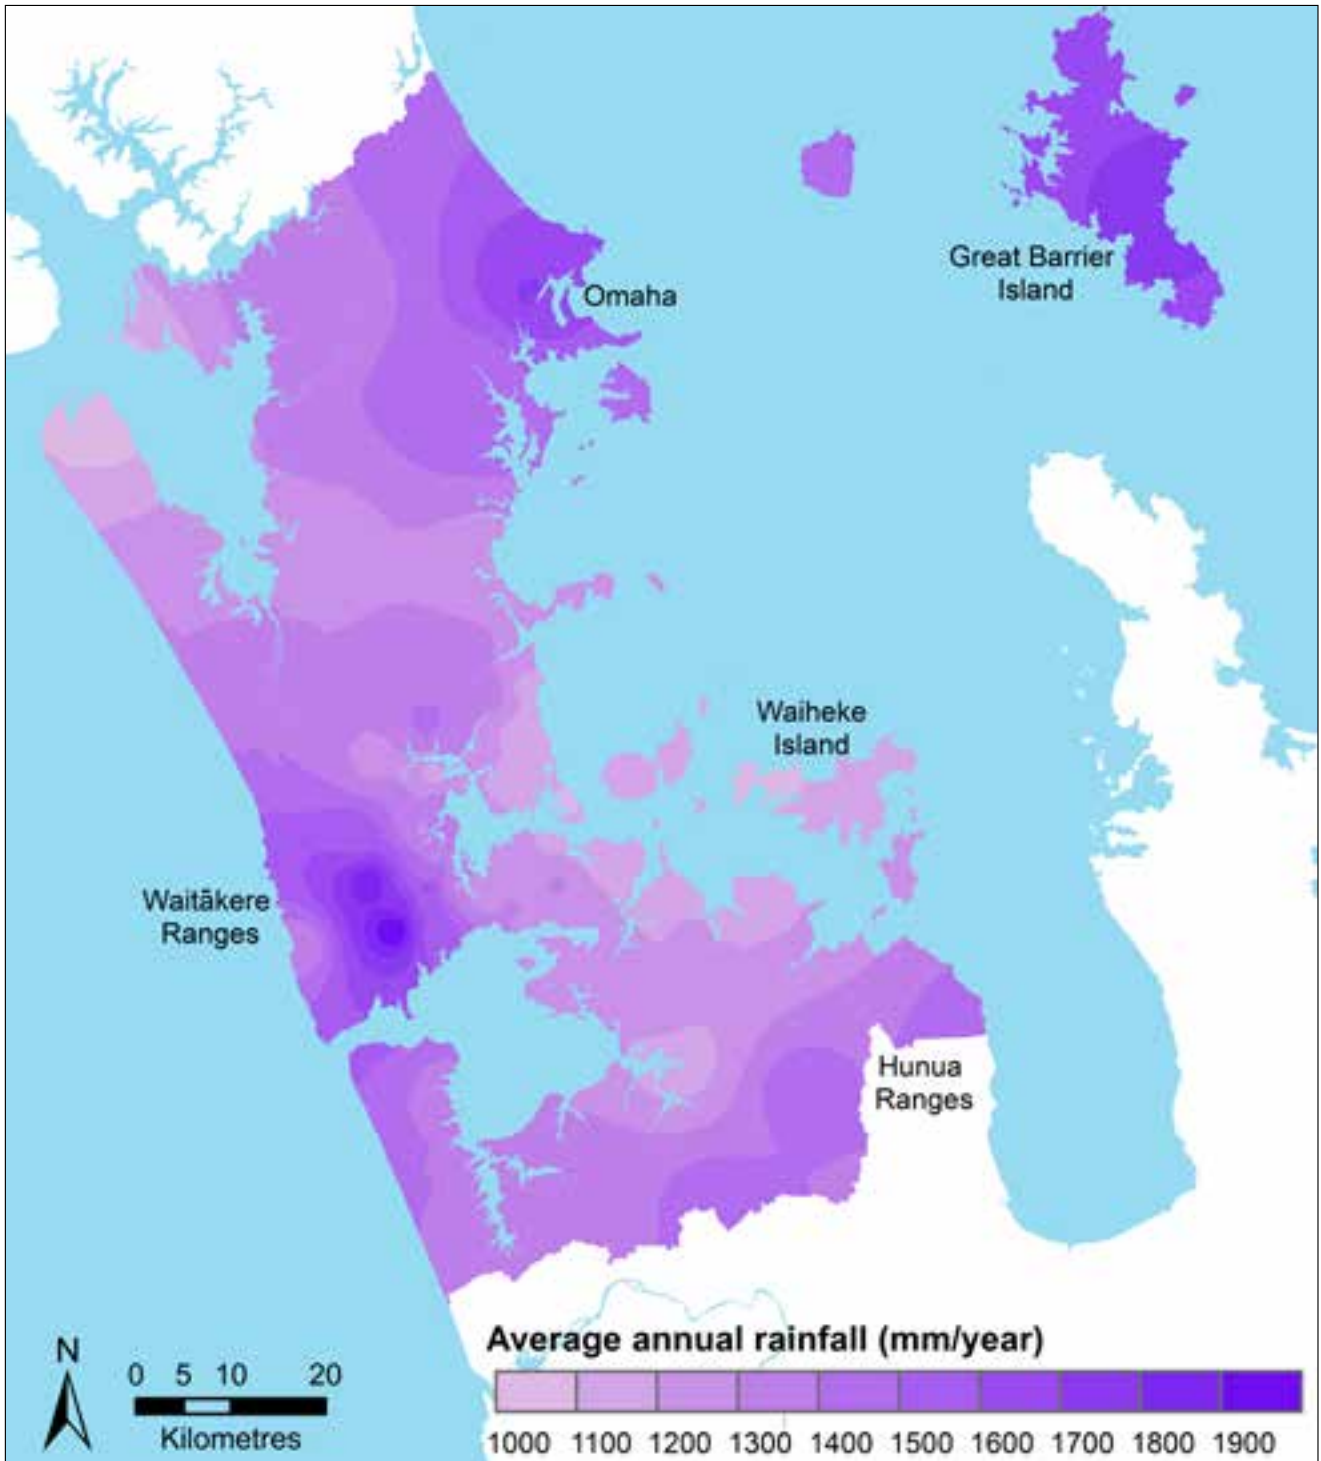 Great Barrier
Island
Omaha
Waiheke
Island
Waitākere
Ranges
Hunua
Ranges
N
0 5 10 20
Kilometres
Average annual rainfall (mm/year)
1000 1100 1200 1300 1400 1500 1600 1700 1800 1900